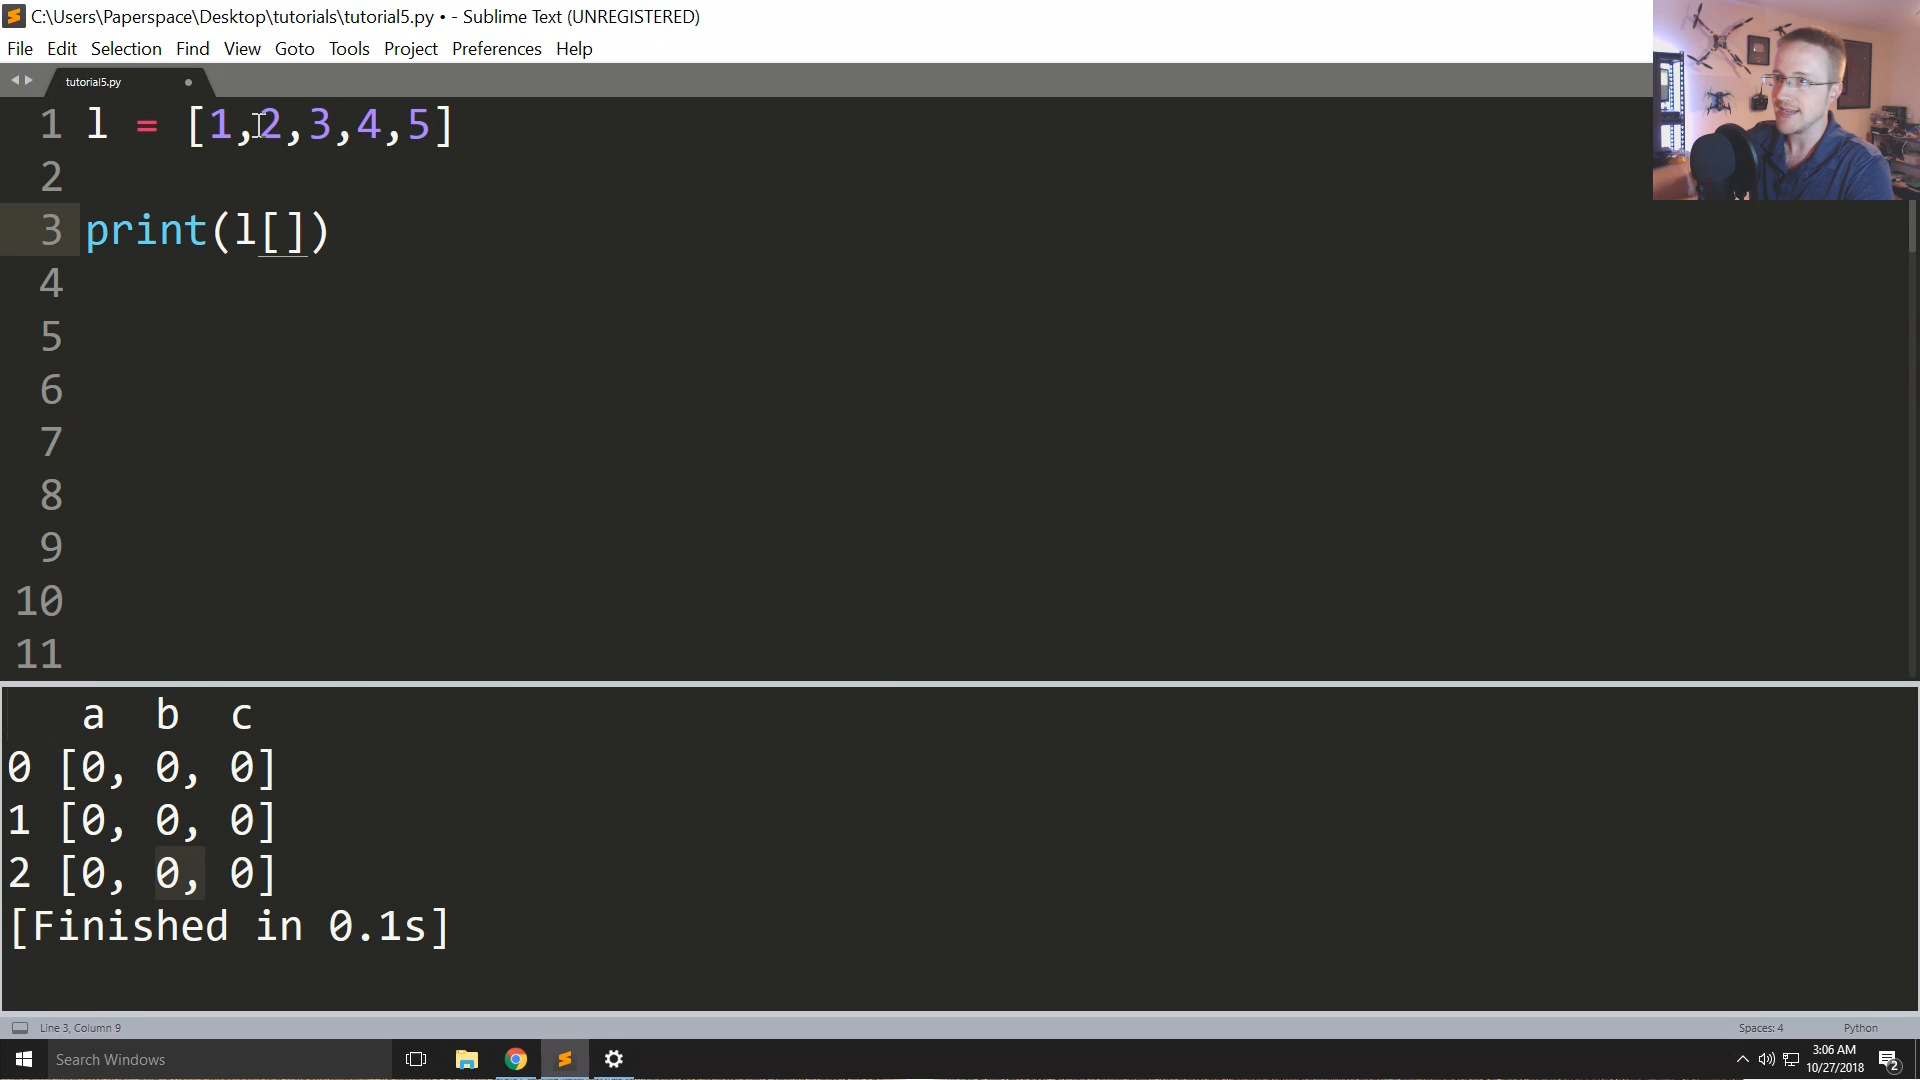 C:\Users\Paperspace\Desktop\tutorials\tutorial5.py • - Sublime Text (UNREGISTERED)
File Edit Selection Find View Goto Tools Project Preferences Help
tutorial5.py
1 l = [1,2,3,4,5]
2
3 print(l[])
4
5
6
7
8
9
10
11
a b c
0 [0, 0, 0]
1 [0, 0, 0]
2 [0, 0, 0]
[Finished in 0.1s]
Line 3, Column 9 Spaces: 4 Python
Search Windows 3:06 AM
10/27/2018 2